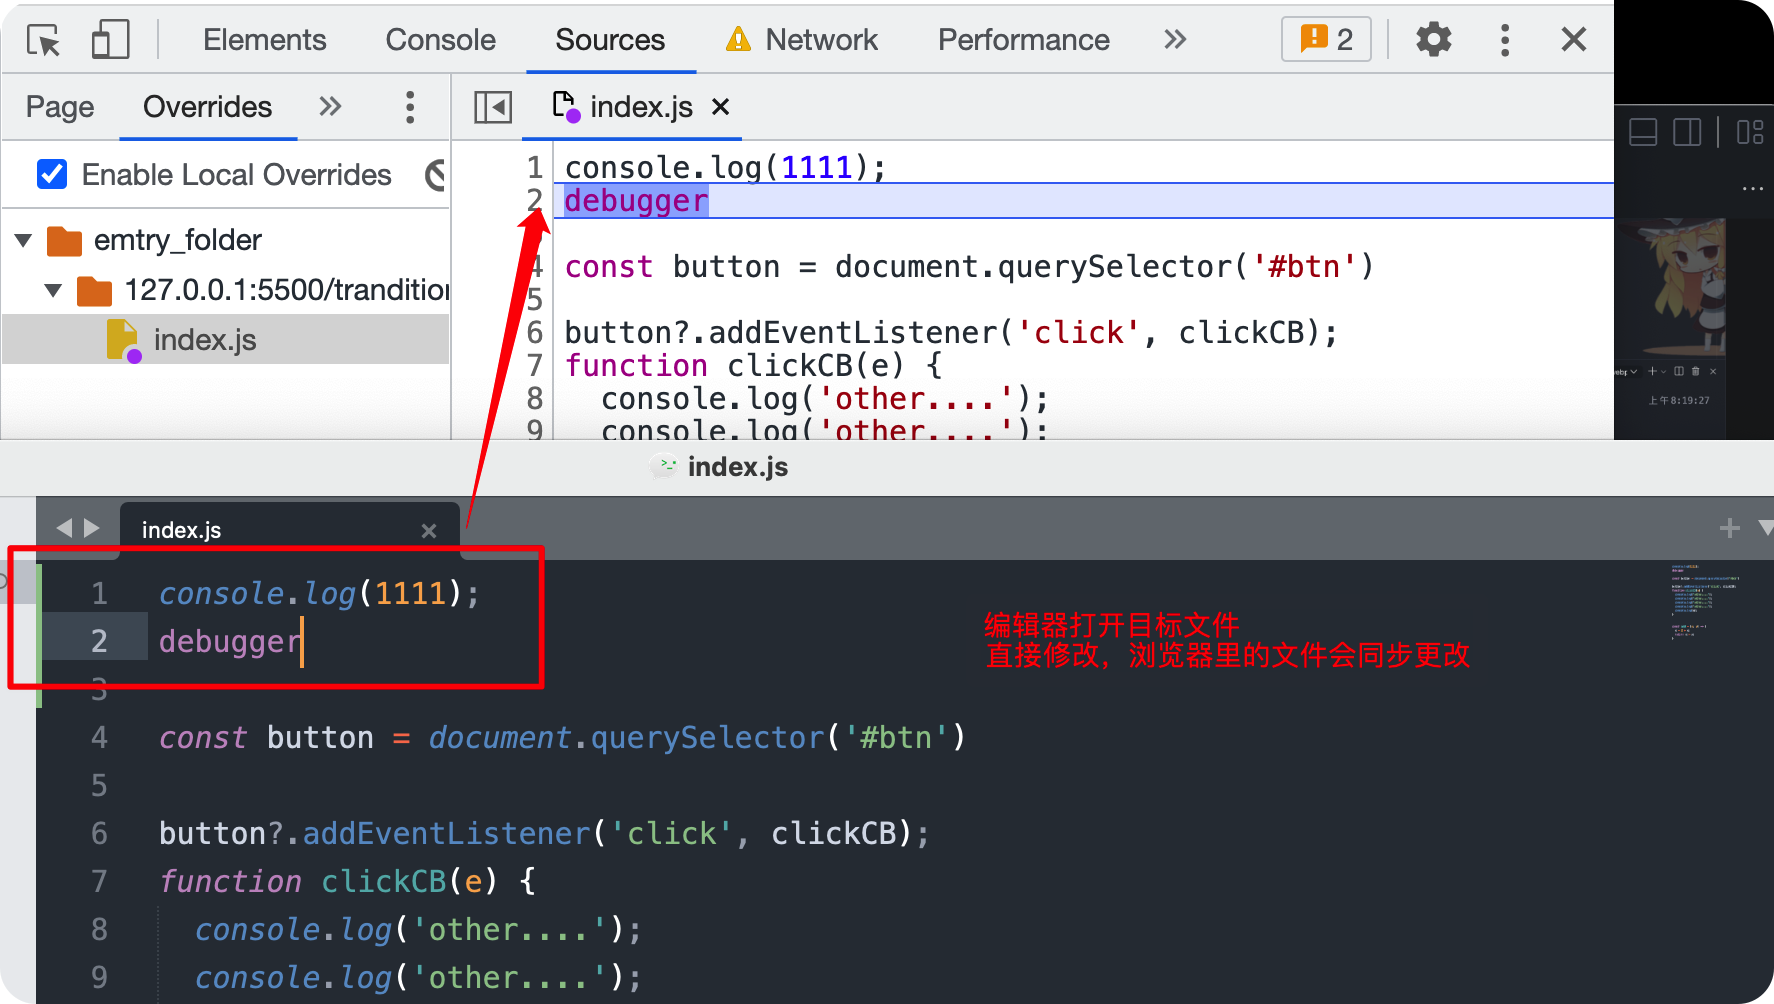 Elements Console Sources Network Performance 2
Page Overrides
index.js
Enable Local Overrides
emtry_folder
127.0.0.1:5500/trandition
index.js
1 console.log(1111);
2 debugger
4 const button = document.querySelector('#btn')
5
6 button?.addEventListener('click', clickCB);
7 function clickCB(e) {
8 console.log('other....');
9 console.log('other....');
上午8:19:27
index.js
index.js
1 console.log(1111);
2 debugger
3
4 const button = document.querySelector('#btn')
5
6 button?.addEventListener('click', clickCB);
7 function clickCB(e) {
8 console.log('other....');
9 console.log('other....');
编辑器打开目标文件
直接修改，浏览器里的文件会同步更改